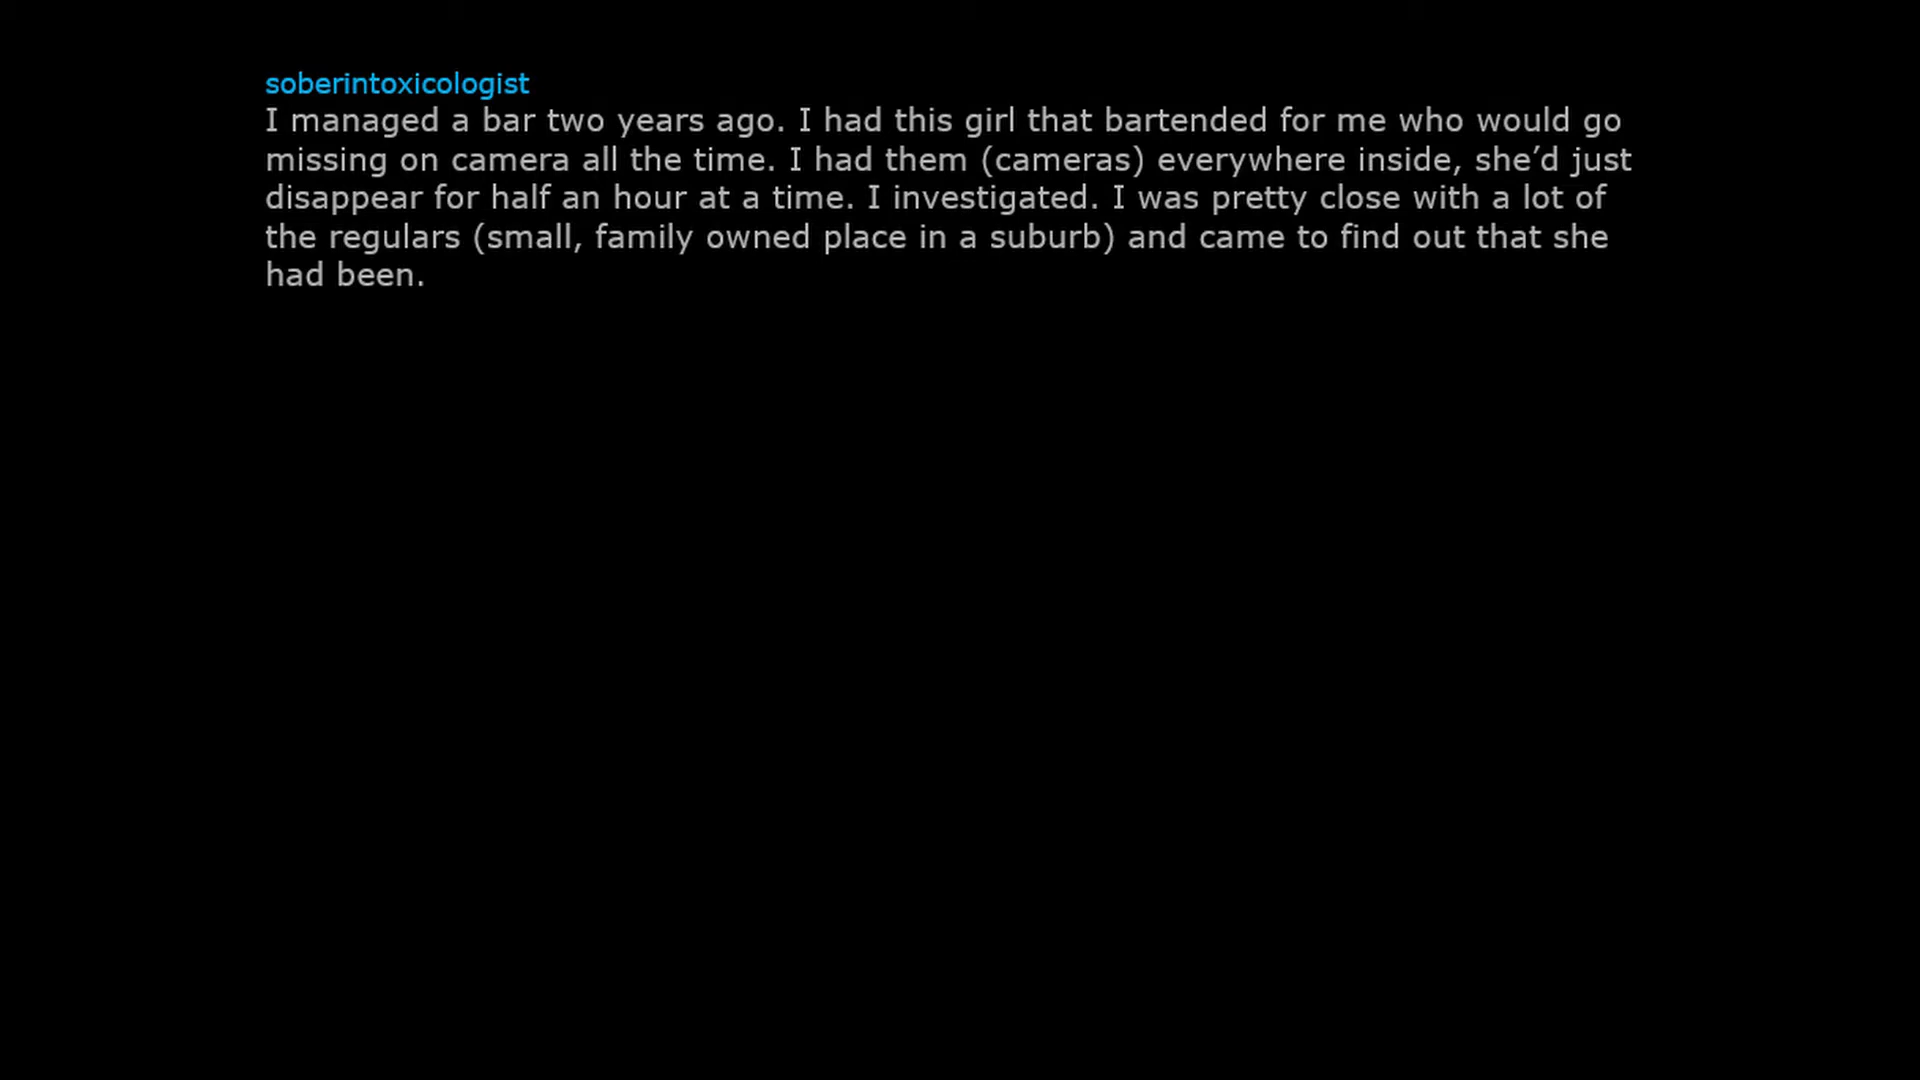 soberintoxicologist
I managed a bar two years ago. I had this girl that bartended for me who would go
missing on camera all the time. I had them (cameras) everywhere inside, she’d just
disappear for half an hour at a time. I investigated. I was pretty close with a lot of
the regulars (small, family owned place in a suburb) and came to find out that she
had been.